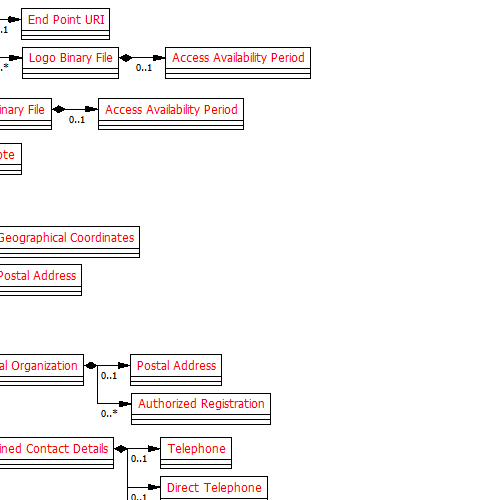 End Point URI
..1
Logo Binary File
Access Availability Period
..*
0..1
Binary File
Access Availability Period
0..1
ote
Geographical Coordinates
Postal Address
al Organization
Postal Address
0..1
Authorized Registration
0..*
ined Contact Details
Telephone
0..1
Direct Telephone
0..1